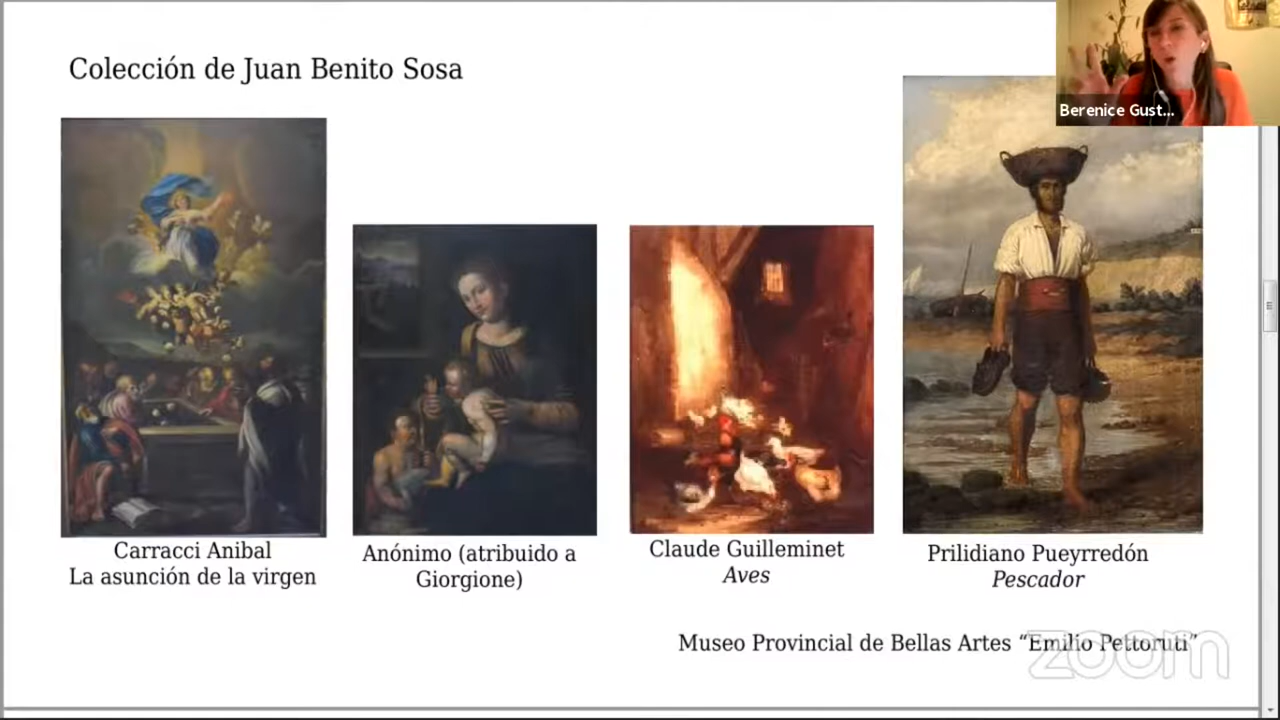 Colección de Juan Benito Sosa
Berenice Gust...
Carracci Anibal
La asunción de la virgen
Anónimo (atribuido a
Giorgione)
Claude Guilleminet
Aves
Prilidiano Pueyrredón
Pescador
Museo Provincial de Bellas Artes “Emilio Pettoruti”
zoom